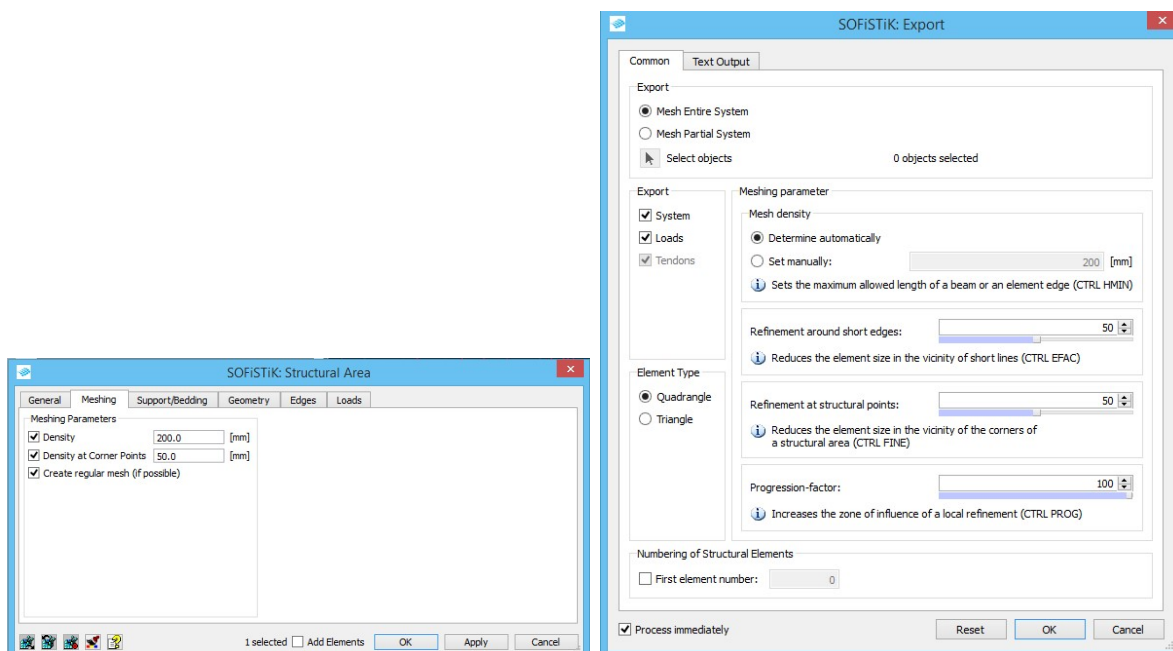 SOFiSTiK: Structural Area
General Meshing Support/Bedding Geometry Edges Loads
Meshing Parameters
Density 200.0 [mm]
Density at Corner Points 50.0 [mm]
Create regular mesh (if possible)
1 selected Add Elements OK Apply Cancel
SOFiSTiK: Export
Common Text Output
Export
Mesh Entire System
Mesh Partial System
Select objects 0 objects selected
Export
System
Loads
Tendons
Element Type
Quadrangle
Triangle
Meshing parameter
Mesh density
Determine automatically
Set manually: 200 [mm]
Sets the maximum allowed length of a beam or an element edge (CTRL HMIN)
Refinement around short edges: 50
Reduces the element size in the vicinity of short lines (CTRL EFAC)
Refinement at structural points: 50
Reduces the element size in the vicinity of the corners of
a structural area (CTRL FINE)
Progression-factor: 100
Increases the zone of influence of a local refinement (CTRL PROG)
Numbering of Structural Elements
First element number: 0
Process immediately Reset OK Cancel